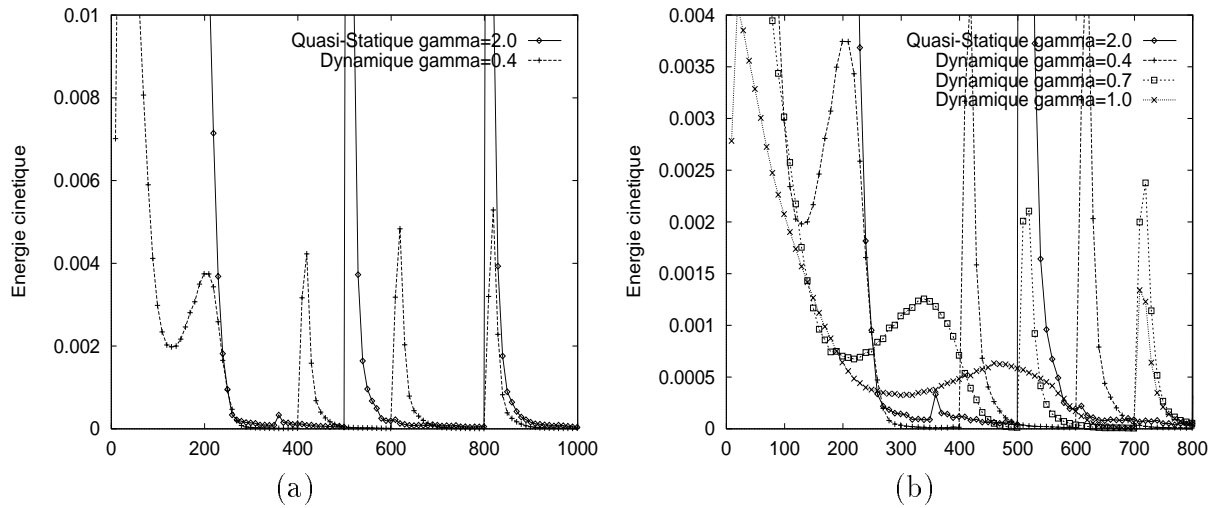 Energie cinetique
0.01
0.008
0.006
0.004
0.002
0
0 200 400 600 800 1000
Quasi-Statique gamma=2.0
Dynamique gamma=0.4
(a)
Energie cinetique
0.004
0.0035
0.003
0.0025
0.002
0.0015
0.001
0.0005
0
0 100 200 300 400 500 600 700 800
Quasi-Statique gamma=2.0
Dynamique gamma=0.4
Dynamique gamma=0.7
Dynamique gamma=1.0
(b)